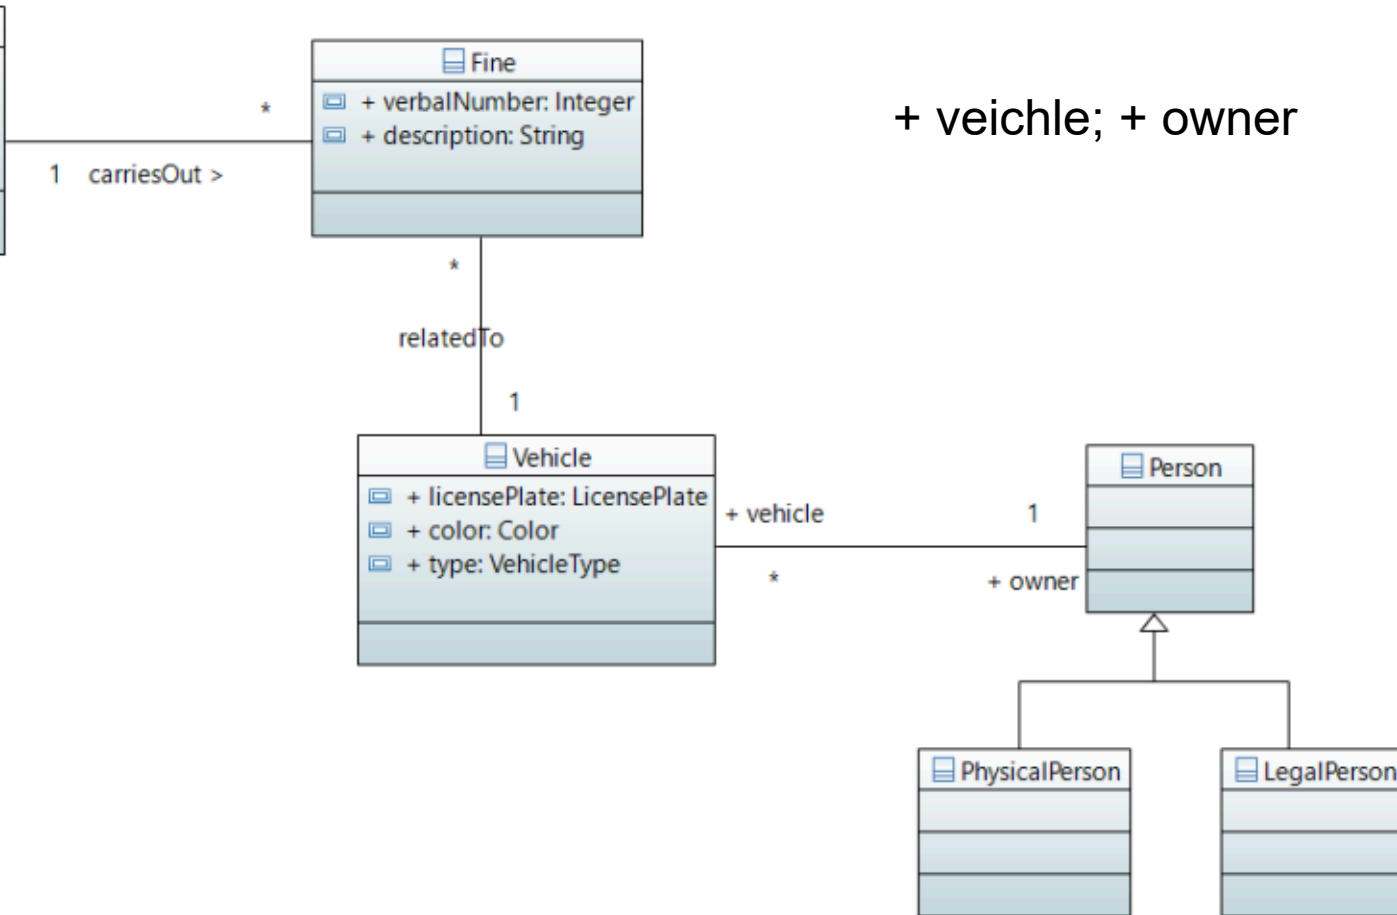 Fine
+ verbalNumber: Integer
+ description: String
+ veichle; + owner
*
1 carriesOut >
*
relatedTo
1
Vehicle
+ licensePlate: LicensePlate
+ color: Color
+ type: VehicleType
+ vehicle
*
1
+ owner
Person
PhysicalPerson
LegalPerson